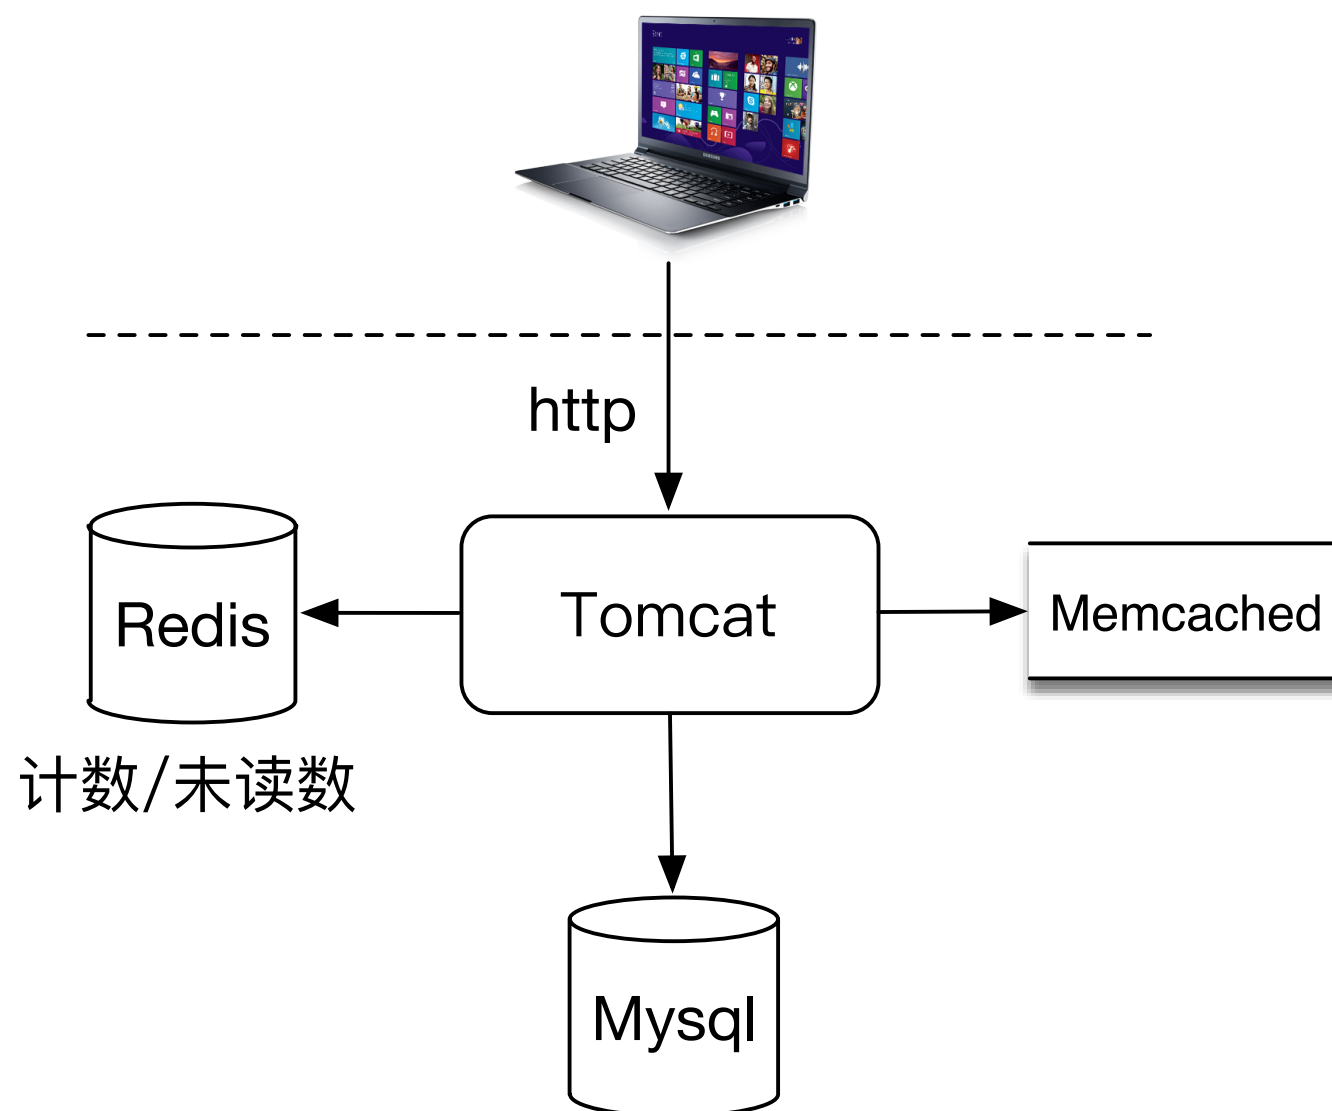 http
Redis
Tomcat
Memcached
计数/未读数
Mysql